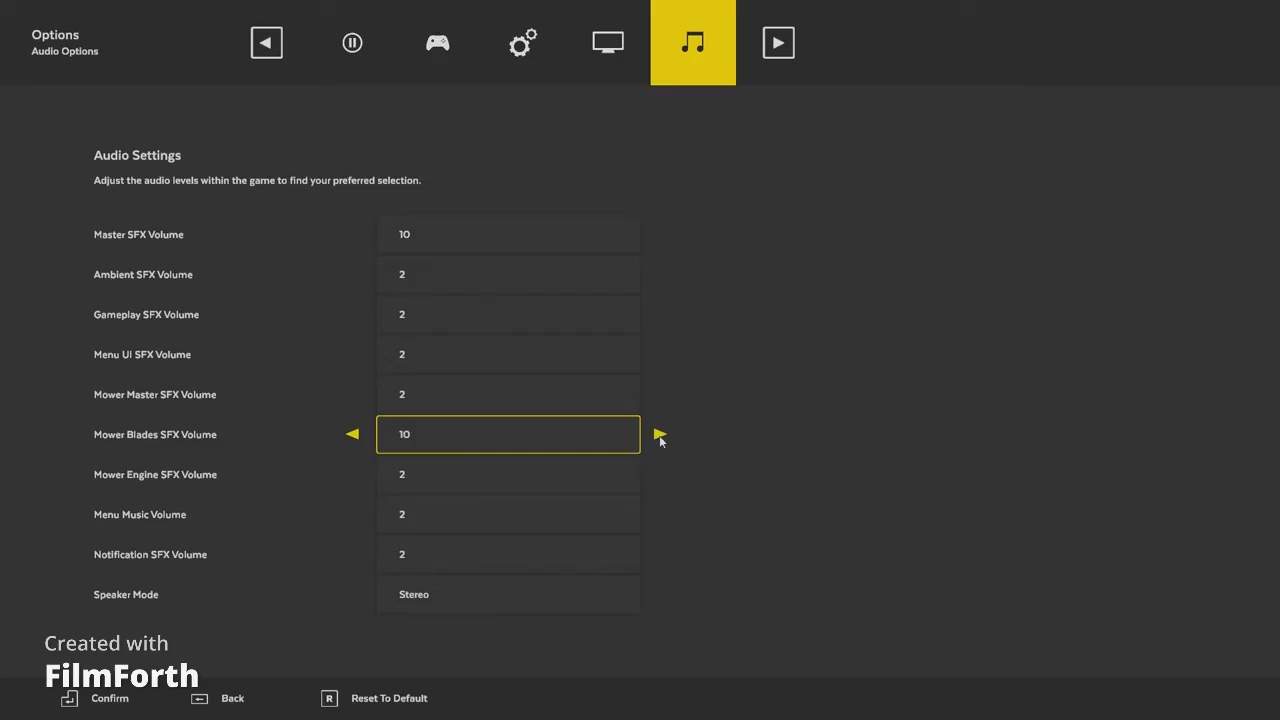 Options
Audio Options
Audio Settings
Adjust the audio levels within the game to find your preferred selection.
Master SFX Volume 10
Ambient SFX Volume 2
Gameplay SFX Volume 2
Menu UI SFX Volume 2
Mower Master SFX Volume 2
Mower Blades SFX Volume 10
Mower Engine SFX Volume 2
Menu Music Volume 2
Notification SFX Volume 2
Speaker Mode Stereo
Created with
FilmForth
Confirm Back R Reset To Default